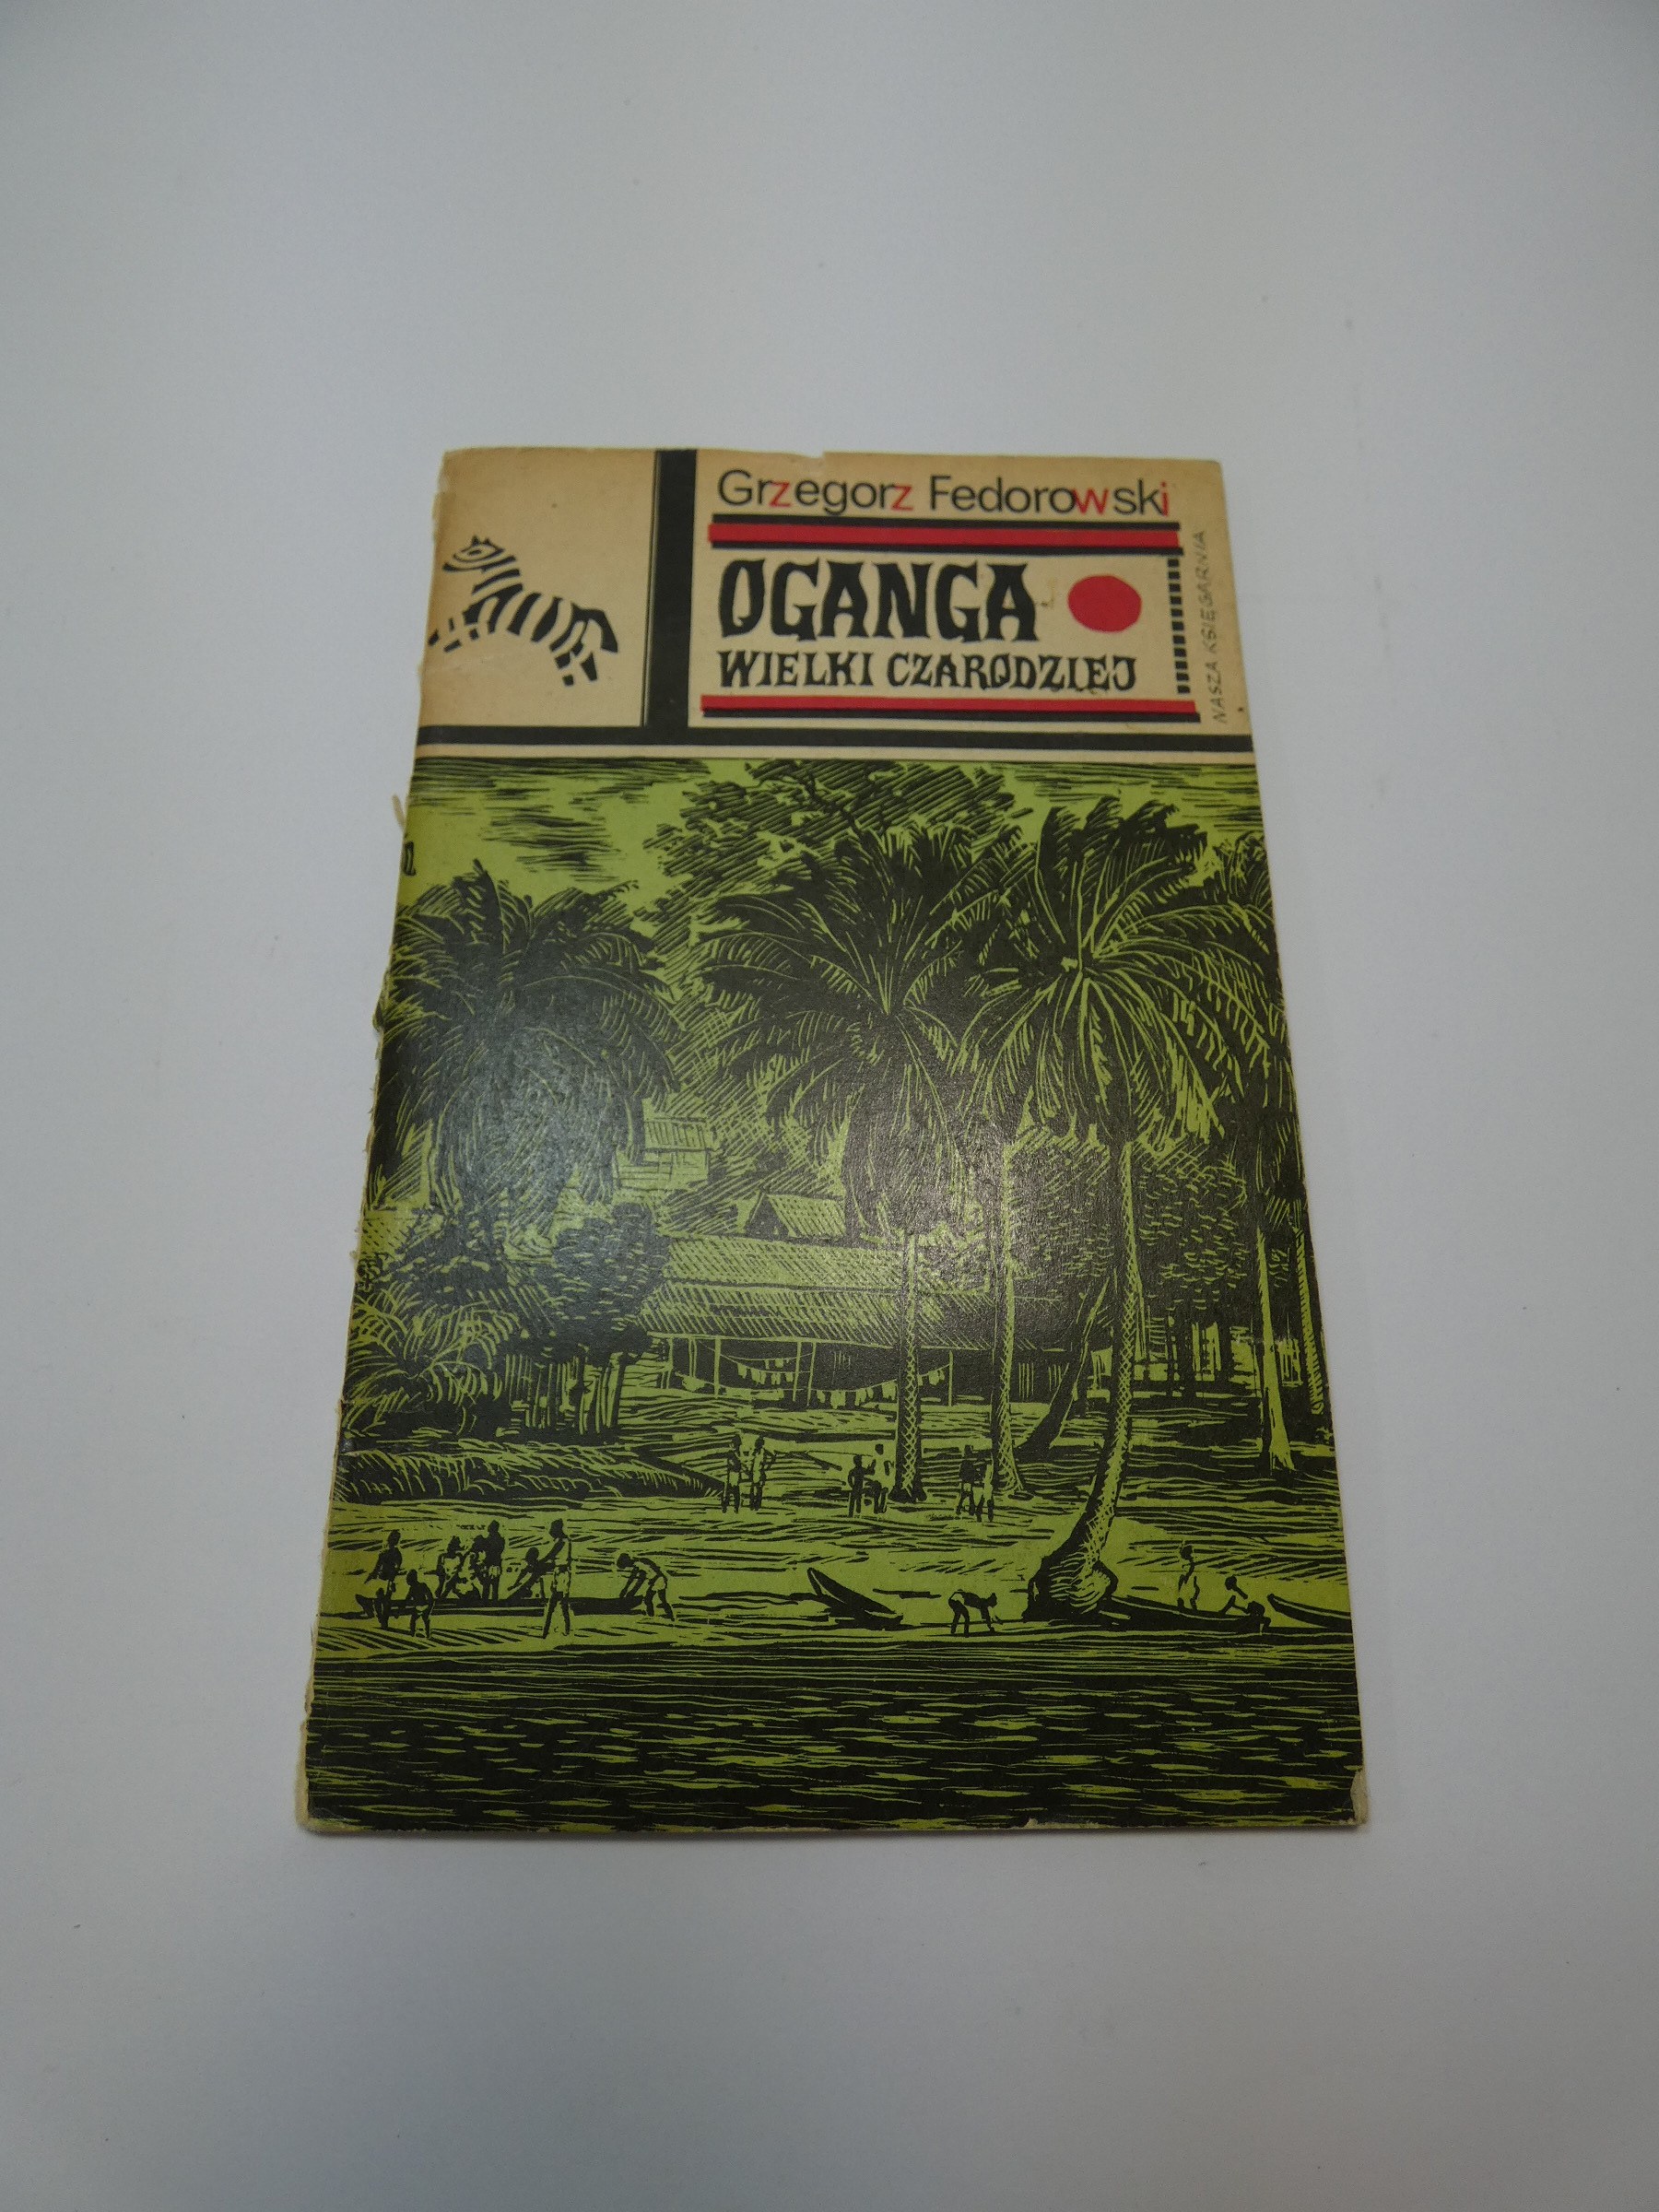 Grzegorz Fedorowski
OGANGA
WIELKI CZARODZIEJ
NASZA KSIĘGARNIA